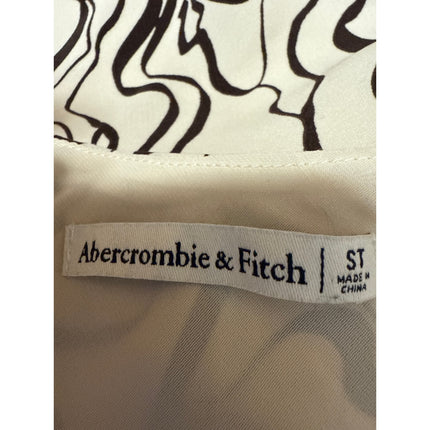 Abercrombie & Fitch | ST
MADE IN
CHINA